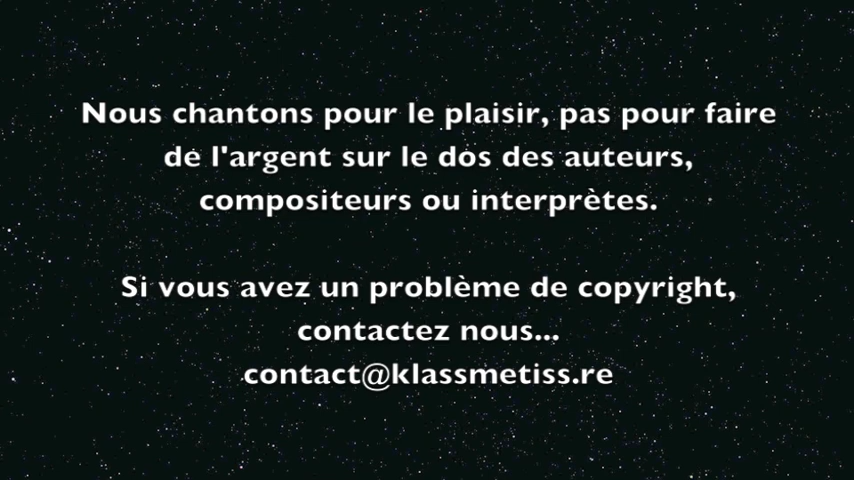 Nous chantons pour le plaisir, pas pour faire
de l'argent sur le dos des auteurs,
compositeurs ou interprètes.
Si vous avez un problème de copyright,
contactez nous...
contact@klassmetiss.re